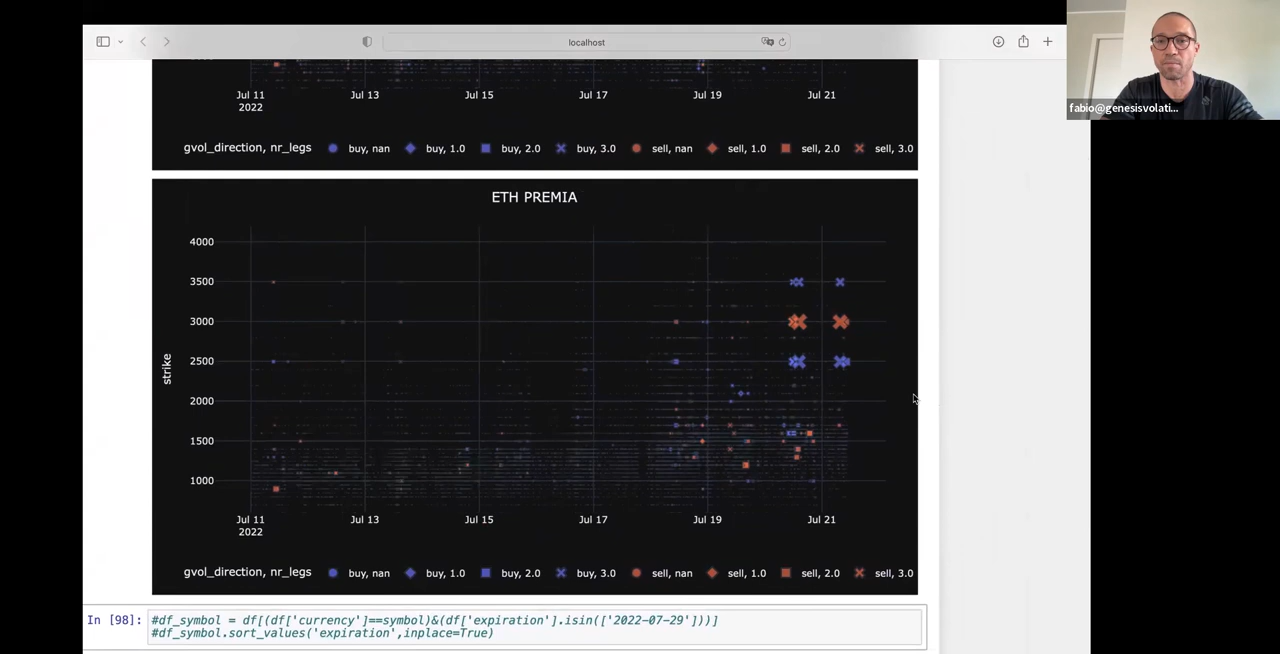 localhost
fabio@genesisvolati...
Jul 11 Jul 13 Jul 15 Jul 17 Jul 19 Jul 21
2022
gvol_direction, nr_legs buy, nan buy, 1.0 buy, 2.0 buy, 3.0 sell, nan sell, 1.0 sell, 2.0 sell, 3.0
ETH PREMIA
4000
3500
3000
2500
strike
2000
1500
1000
Jul 11 Jul 13 Jul 15 Jul 17 Jul 19 Jul 21
2022
gvol_direction, nr_legs buy, nan buy, 1.0 buy, 2.0 buy, 3.0 sell, nan sell, 1.0 sell, 2.0 sell, 3.0
In [98]: #df_symbol = df[(df['currency']==symbol)&(df['expiration'].isin(['2022-07-29']))]
#df_symbol.sort_values('expiration',inplace=True)